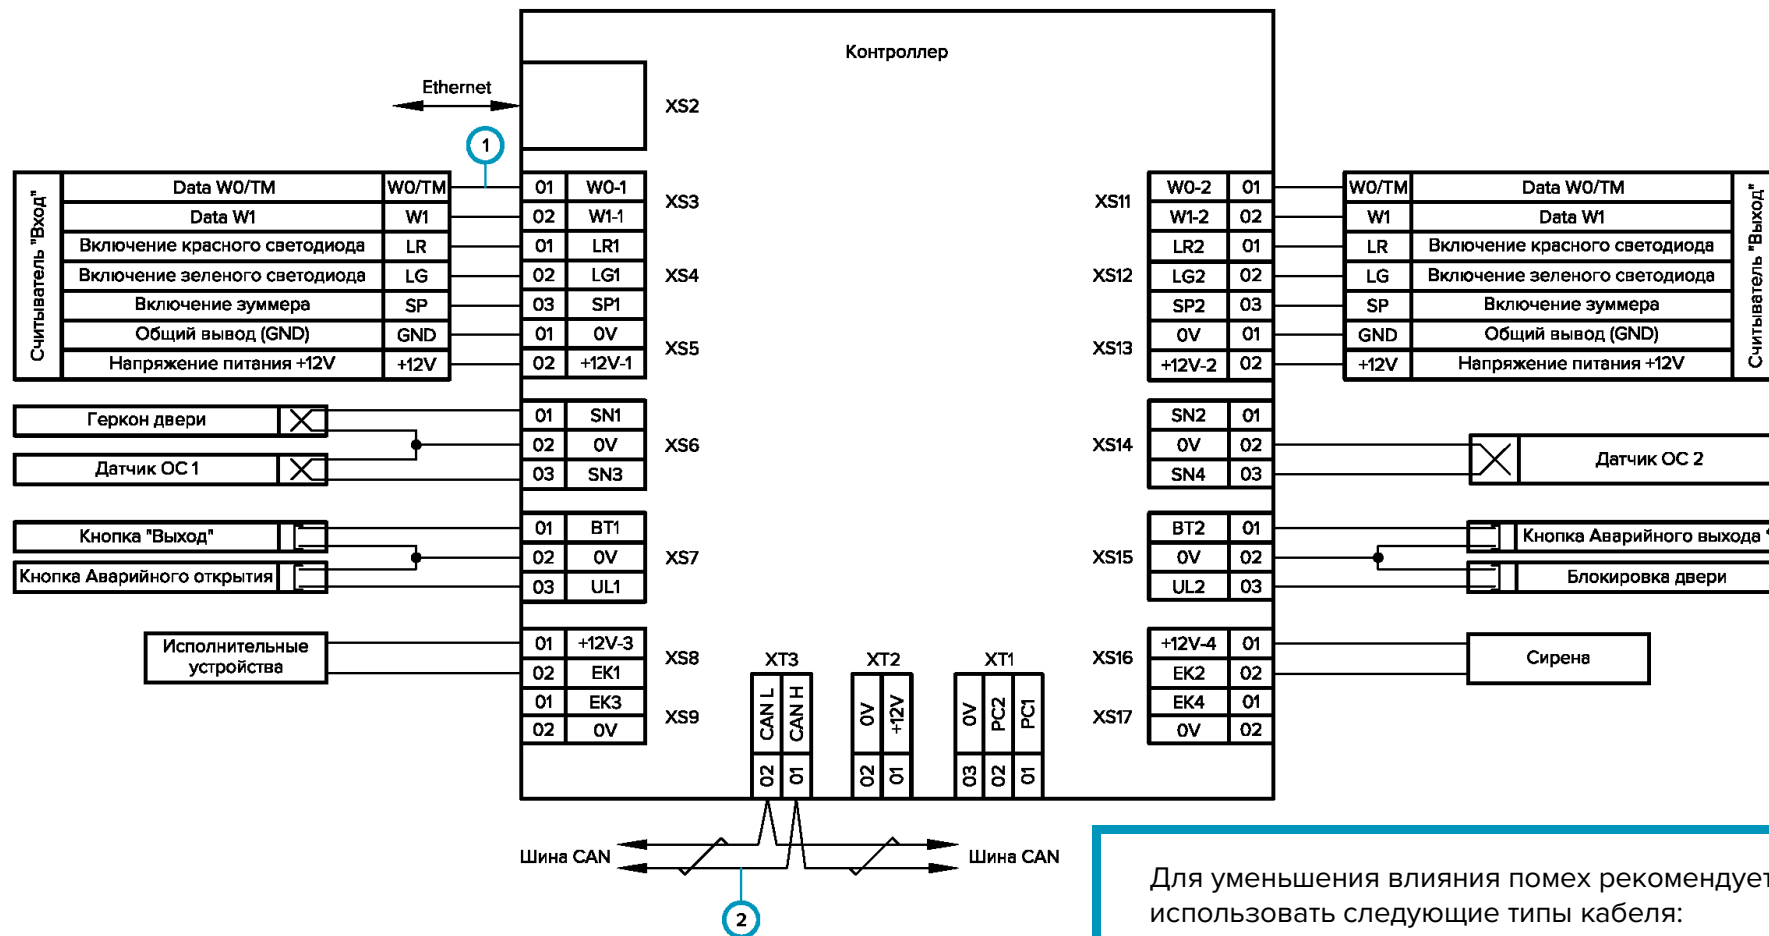 Контроллер
Ethernet
XS2
1
Считыватель "Вход"
Data W0/TM W0/TM 01 W0-1
Data W1 W1 02 W1-1
XS3
Включение красного светодиода LR 01 LR1
Включение зеленого светодиода LG 02 LG1
Включение зуммера SP 03 SP1
XS4
Общий вывод (GND) GND 01 0V
Напряжение питания +12V +12V 02 +12V-1
XS5
Геркон двери 01 SN1
02 0V
Датчик ОС 1 03 SN3
XS6
Кнопка "Выход" 01 BT1
02 0V
Кнопка Аварийного открытия 03 UL1
XS7
Исполнительные
устройства
01 +12V-3
02 EK1
XS8
01 EK3
02 0V
XS9
XS11
W0-2 01 W0/TM Data W0/TM
W1-2 02 W1 Data W1
XS12
LR2 01 LR Включение красного светодиода
LG2 02 LG Включение зеленого светодиода
SP2 03 SP Включение зуммера
XS13
0V 01 GND Общий вывод (GND)
+12V-2 02 +12V Напряжение питания +12V
Считыватель "Выход"
XS14
SN2 01
0V 02
SN4 03
Датчик ОС 2
XS15
BT2 01 Кнопка Аварийного выхода
0V 02
UL2 03 Блокировка двери
XS16
+12V-4 01
EK2 02
Сирена
XS17
EK4 01
0V 02
XT3 XT2 XT1
CAN L CAN H 0V +12V 0V PC2 PC1
02 01 02 01 03 02 01
Шина CAN Шина CAN
2
Для уменьшения влияния помех рекомендует
использовать следующие типы кабеля: